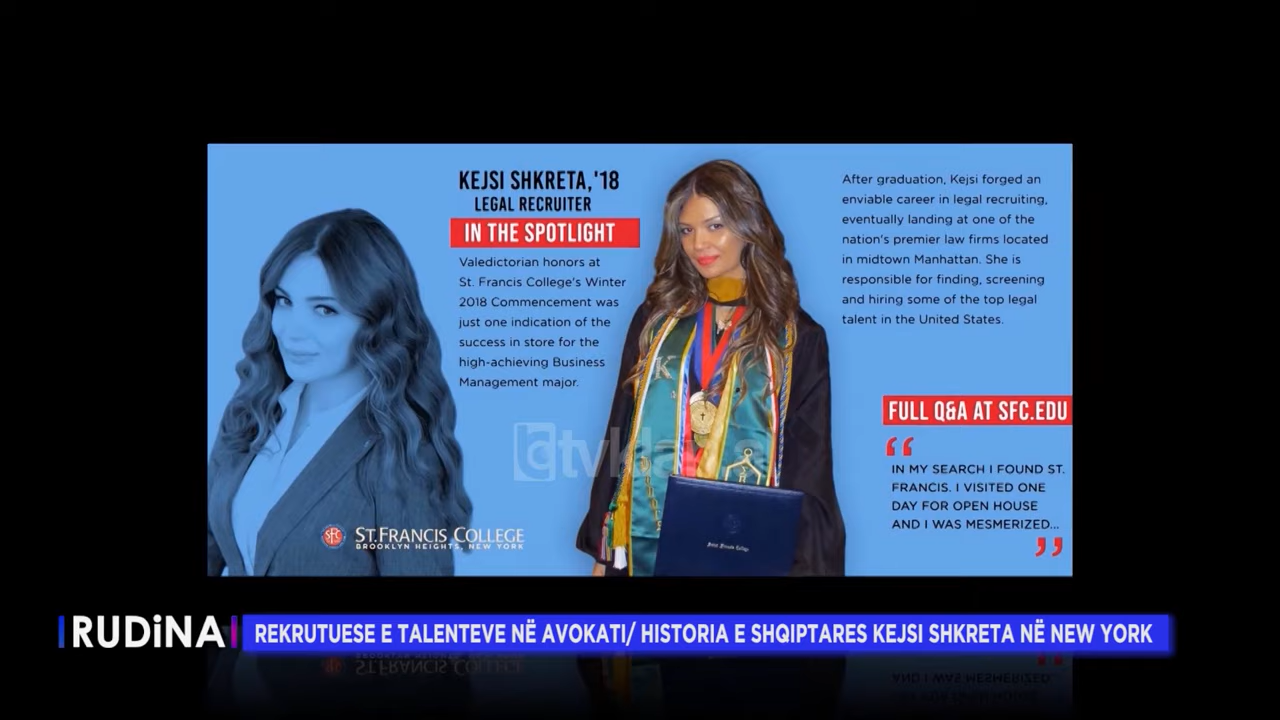 KEJSI SHKRETA,'18
LEGAL RECRUITER
IN THE SPOTLIGHT
Valedictorian honors at
St. Francis College's Winter
2018 Commencement was
just one indication of the
success in store for the
high-achieving Business
Management major.
After graduation, Kejsi forged an
enviable career in legal recruiting,
eventually landing at one of the
nation's premier law firms located
in midtown Manhattan. She is
responsible for finding, screening
and hiring some of the top legal
talent in the United States.
FULL Q&A AT SFC.EDU
“
IN MY SEARCH I FOUND ST.
FRANCIS. I VISITED ONE
DAY FOR OPEN HOUSE
AND I WAS MESMERIZED...
”
tvklan.al
Saint Francis College
SFC
ST. FRANCIS COLLEGE
BROOKLYN HEIGHTS, NEW YORK
RUDiNA
REKRUTUESE E TALENTEVE NË AVOKATI/ HISTORIA E SHQIPTARES KEJSI SHKRETA NË NEW YORK